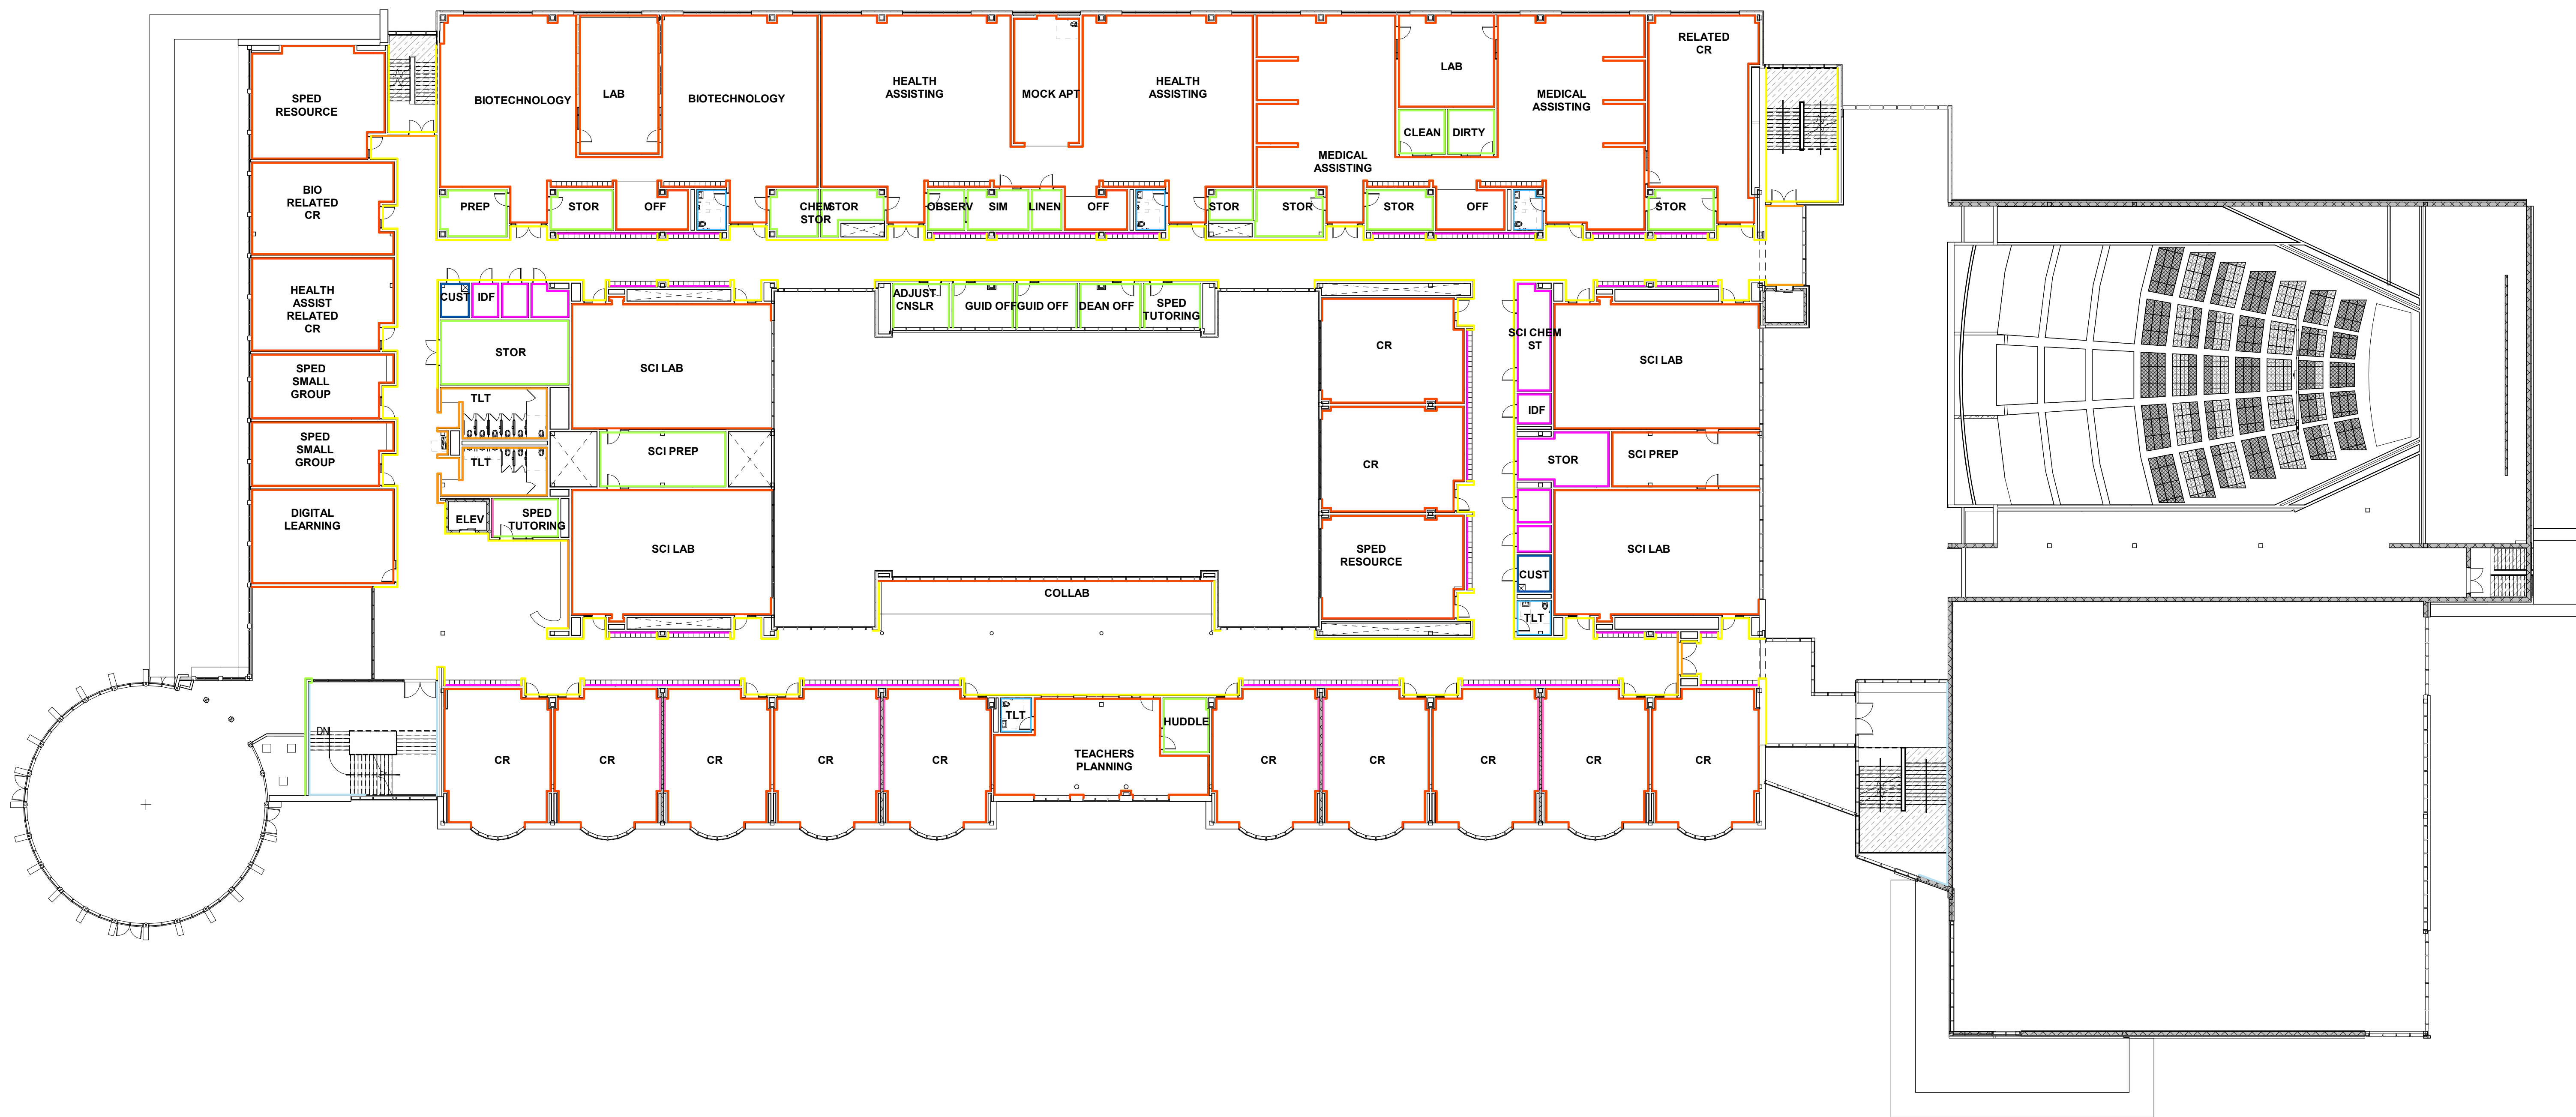 RELATED
CR
SPED
RESOURCE
BIOTECHNOLOGY
LAB
BIOTECHNOLOGY
HEALTH
ASSISTING
MOCK APT
HEALTH
ASSISTING
LAB
MEDICAL
ASSISTING
CLEAN
DIRTY
MEDICAL
ASSISTING
BIO
RELATED
CR
PREP
STOR
OFF
CHEM
STOR
STOR
OBSERV
SIM
LINEN
OFF
STOR
STOR
STOR
OFF
STOR
HEALTH
ASSIST
RELATED
CR
CUST
IDF
ADJUST
CNSLR
GUID OFF
GUID OFF
DEAN OFF
SPED
TUTORING
STOR
SCI LAB
CR
SCI CHEM
ST
SCI LAB
SPED
SMALL
GROUP
TLT
IDF
SPED
SMALL
GROUP
TLT
SCI PREP
CR
STOR
SCI PREP
DIGITAL
LEARNING
ELEV
SPED
TUTORING
SCI LAB
SPED
RESOURCE
SCI LAB
CUST
COLLAB
TLT
DN
TLT
HUDDLE
CR
CR
CR
CR
CR
TEACHERS
PLANNING
CR
CR
CR
CR
CR